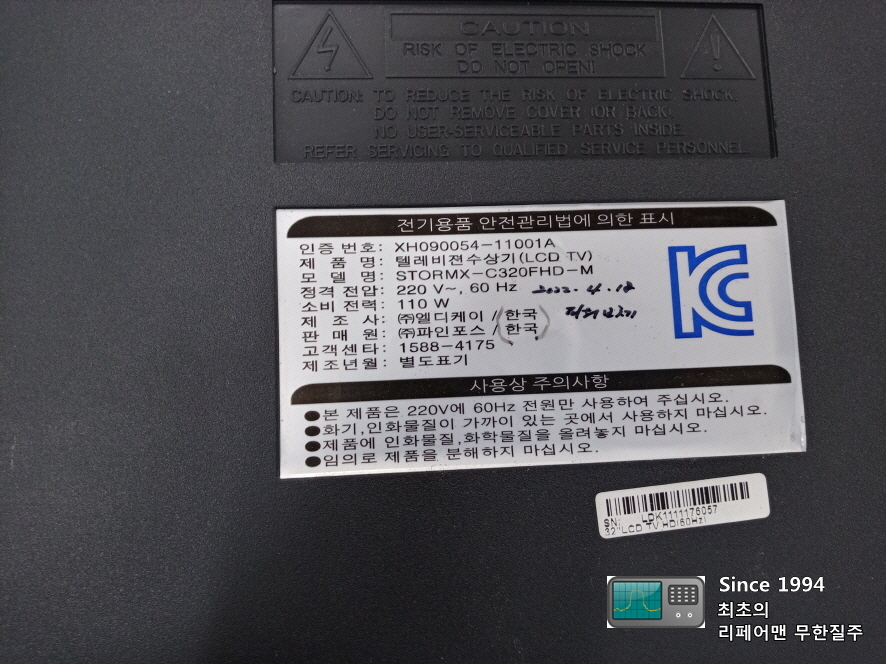 CAUTION
RISK OF ELECTRIC SHOCK
DO NOT OPEN!
CAUTION: TO REDUCE THE RISK OF ELECTRIC SHOCK,
DO NOT REMOVE COVER (OR BACK).
NO USER-SERVICEABLE PARTS INSIDE.
REFER SERVICING TO QUALIFIED SERVICE PERSONNEL.
전기용품 안전관리법에 의한 표시
인증 번호: XH090054-11001A
제 품 명: 텔레비젼수상기(LCD TV)
모 델 명: STORMX-C320FHD-M
정격 전압: 220 V~, 60 Hz 2022. 4. 18
소비 전력: 110 W
제 조 사: ㈜엘디케이 / 한국
판 매 원: ㈜파인포스 / 한국
고객센타: 1588-4175
제조년월: 별도표기
KC
사용상 주의사항
●본 제품은 220V에 60Hz 전원만 사용하여 주십시오.
●화기,인화물질이 가까이 있는 곳에서 사용하지 마십시오.
●제품에 인화물질,화학물질을 올려놓지 마십시오.
●임의로 제품을 분해하지 마십시오.
SN: LDK1111176057
32"LCD TV HD(60Hz)
Since 1994
최초의
리페어맨 무한질주